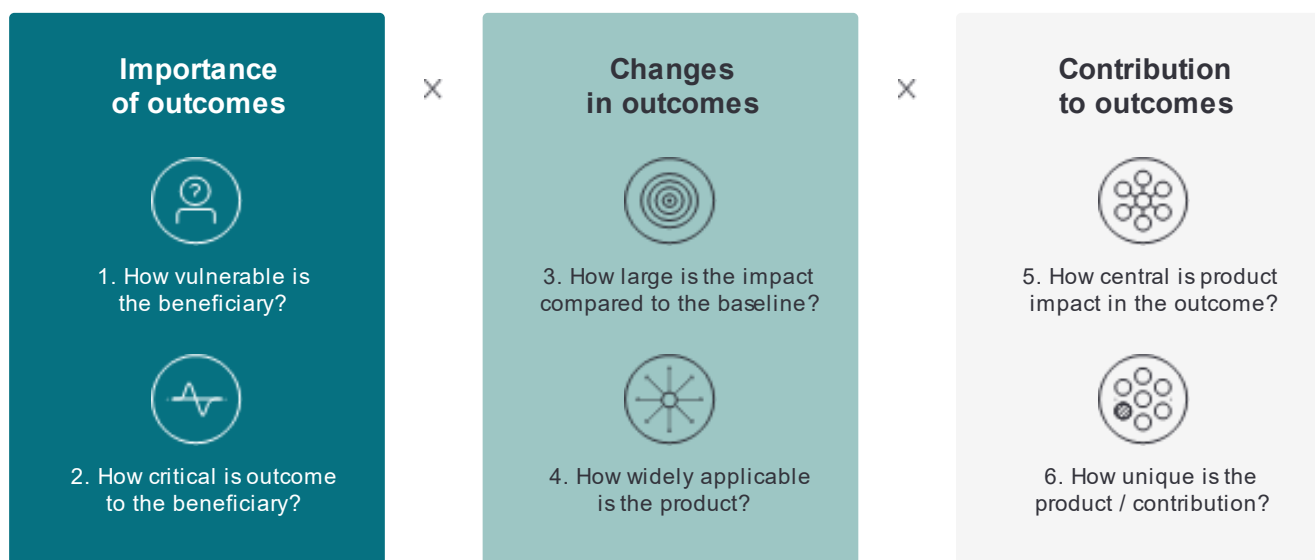 Importance
of outcomes
?
1. How vulnerable is
the beneficiary?
2. How critical is outcome
to the beneficiary?
×
Changes
in outcomes
3. How large is the impact
compared to the baseline?
4. How widely applicable
is the product?
×
Contribution
to outcomes
5. How central is product
impact in the outcome?
6. How unique is the
product / contribution?